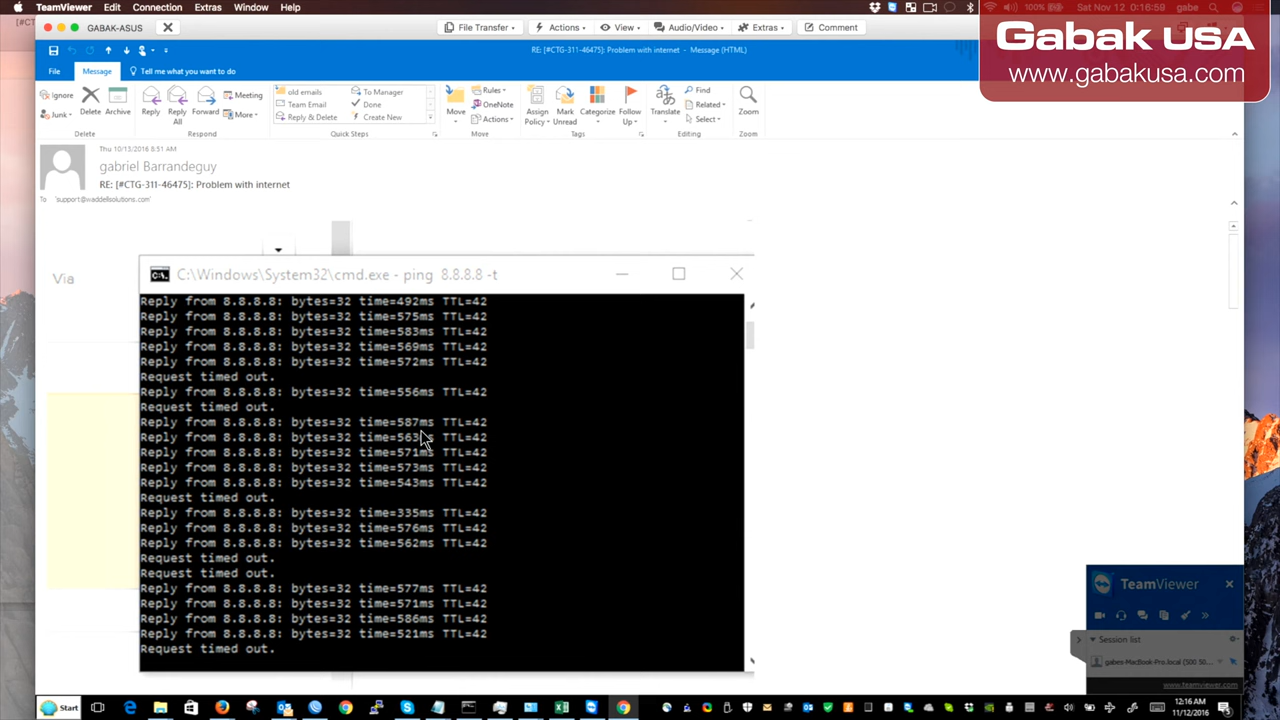 TeamViewer Edit Connection View Extras Window Help
100% Sat Nov 12 0:16:59 gabe
GABAK-ASUS
File Transfer Actions View Audio/Video Extras Comment
Gabak USA
www.gabakusa.com
RE: [#CTG-311-46475]: Problem with internet - Message (HTML)
File Message Tell me what you want to do
Ignore
Junk
Delete
Archive
Delete
Reply
Reply All
Forward
Meeting
More
Respond
old emails
Team Email
Reply & Delete
To Manager
Done
Create New
Quick Steps
Move
Rules
OneNote
Actions
Move
Assign Policy
Mark Unread
Categorize
Follow Up
Tags
Translate
Find
Related
Select
Editing
Zoom
Zoom
Thu 10/13/2016 8:51 AM
gabriel Barrandeguy
RE: [#CTG-311-46475]: Problem with internet
To 'support@waddellsolutions.com'
Via
C:\Windows\System32\cmd.exe - ping 8.8.8.8 -t
Reply from 8.8.8.8: bytes=32 time=492ms TTL=42
Reply from 8.8.8.8: bytes=32 time=575ms TTL=42
Reply from 8.8.8.8: bytes=32 time=583ms TTL=42
Reply from 8.8.8.8: bytes=32 time=569ms TTL=42
Reply from 8.8.8.8: bytes=32 time=572ms TTL=42
Request timed out.
Reply from 8.8.8.8: bytes=32 time=556ms TTL=42
Request timed out.
Reply from 8.8.8.8: bytes=32 time=587ms TTL=42
Reply from 8.8.8.8: bytes=32 time=563ms TTL=42
Reply from 8.8.8.8: bytes=32 time=571ms TTL=42
Reply from 8.8.8.8: bytes=32 time=573ms TTL=42
Reply from 8.8.8.8: bytes=32 time=543ms TTL=42
Request timed out.
Reply from 8.8.8.8: bytes=32 time=335ms TTL=42
Reply from 8.8.8.8: bytes=32 time=576ms TTL=42
Reply from 8.8.8.8: bytes=32 time=562ms TTL=42
Request timed out.
Request timed out.
Reply from 8.8.8.8: bytes=32 time=577ms TTL=42
Reply from 8.8.8.8: bytes=32 time=571ms TTL=42
Reply from 8.8.8.8: bytes=32 time=586ms TTL=42
Reply from 8.8.8.8: bytes=32 time=521ms TTL=42
Request timed out.
TeamViewer
Session list
gabes-MacBook-Pro.local
www.teamviewer.com
Start
12:16 AM
11/12/2016